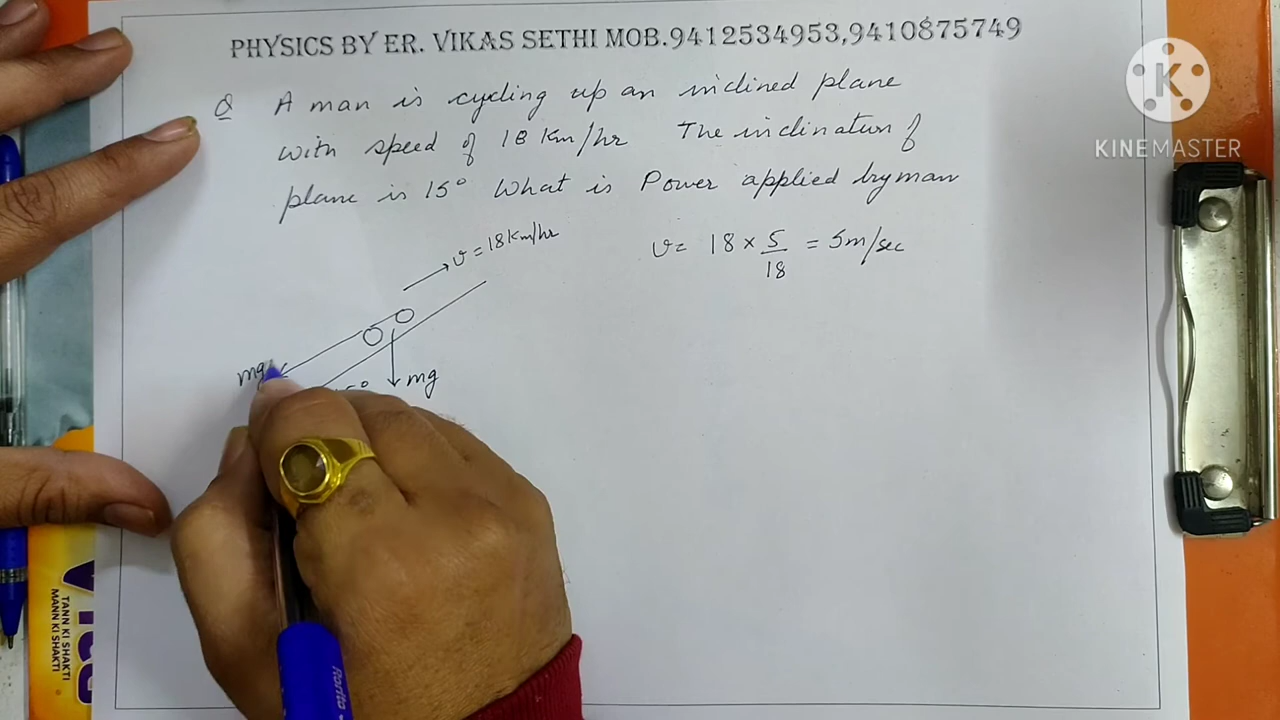 PHYSICS BY ER. VIKAS SETHI MOB.9412534953,9410875749
K
KINEMASTER
Q A man is cycling up an inclined plane
with speed of 18 Km/hr The inclination of
plane is 15° What is Power applied by man
v = 18 Km/hr
v = 18 × 5/18 = 5m/sec
mg
mg
TANN KI SHAKTI
MANN KI SHAKTI